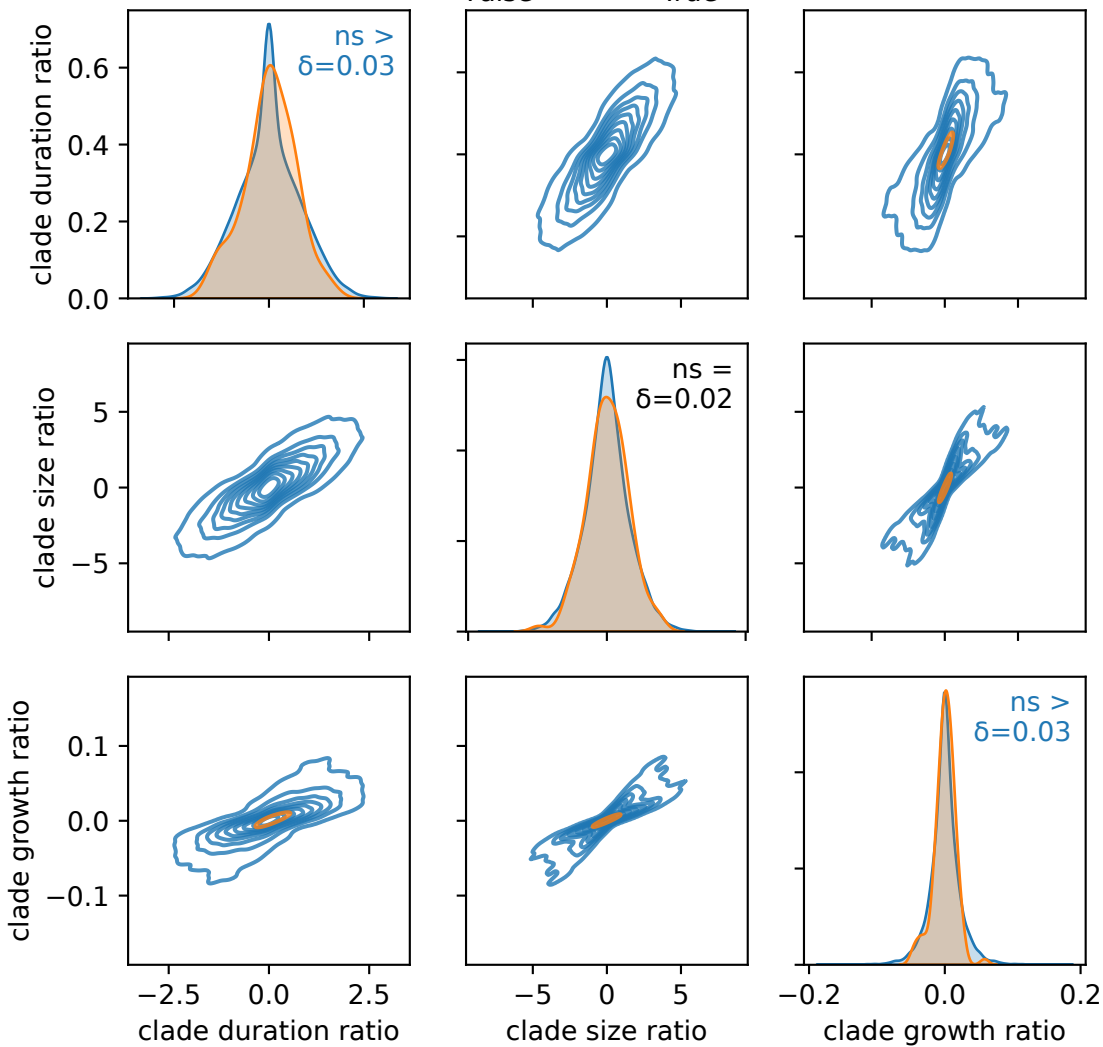 clade duration ratio
0.6
0.4
0.2
0.0
ns >
δ=0.03
clade size ratio
5
0
−5
ns =
δ=0.02
clade growth ratio
0.1
0.0
−0.1
ns >
δ=0.03
−2.5 0.0 2.5
−5 0 5
−0.2 0.0 0.2
clade duration ratio
clade size ratio
clade growth ratio